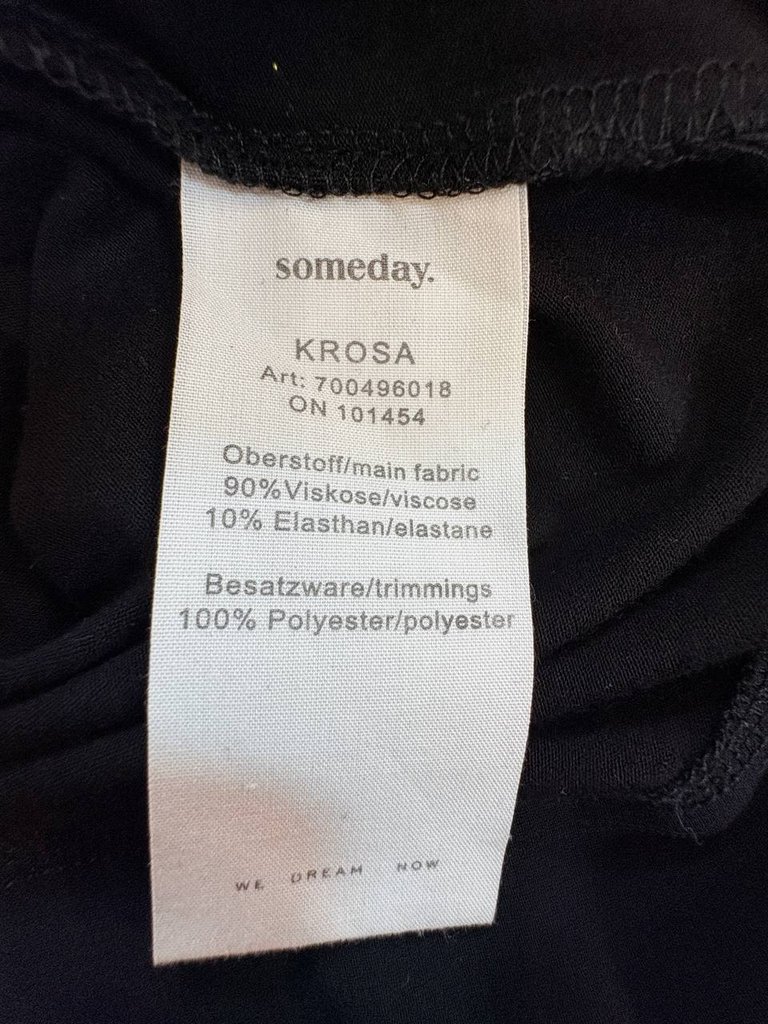 someday.
KROSA
Art: 700496018
ON 101454
Oberstoff/main fabric
90%Viskose/viscose
10% Elasthan/elastane
Besatzware/trimmings
100% Polyester/polyester
WE DREAM NOW